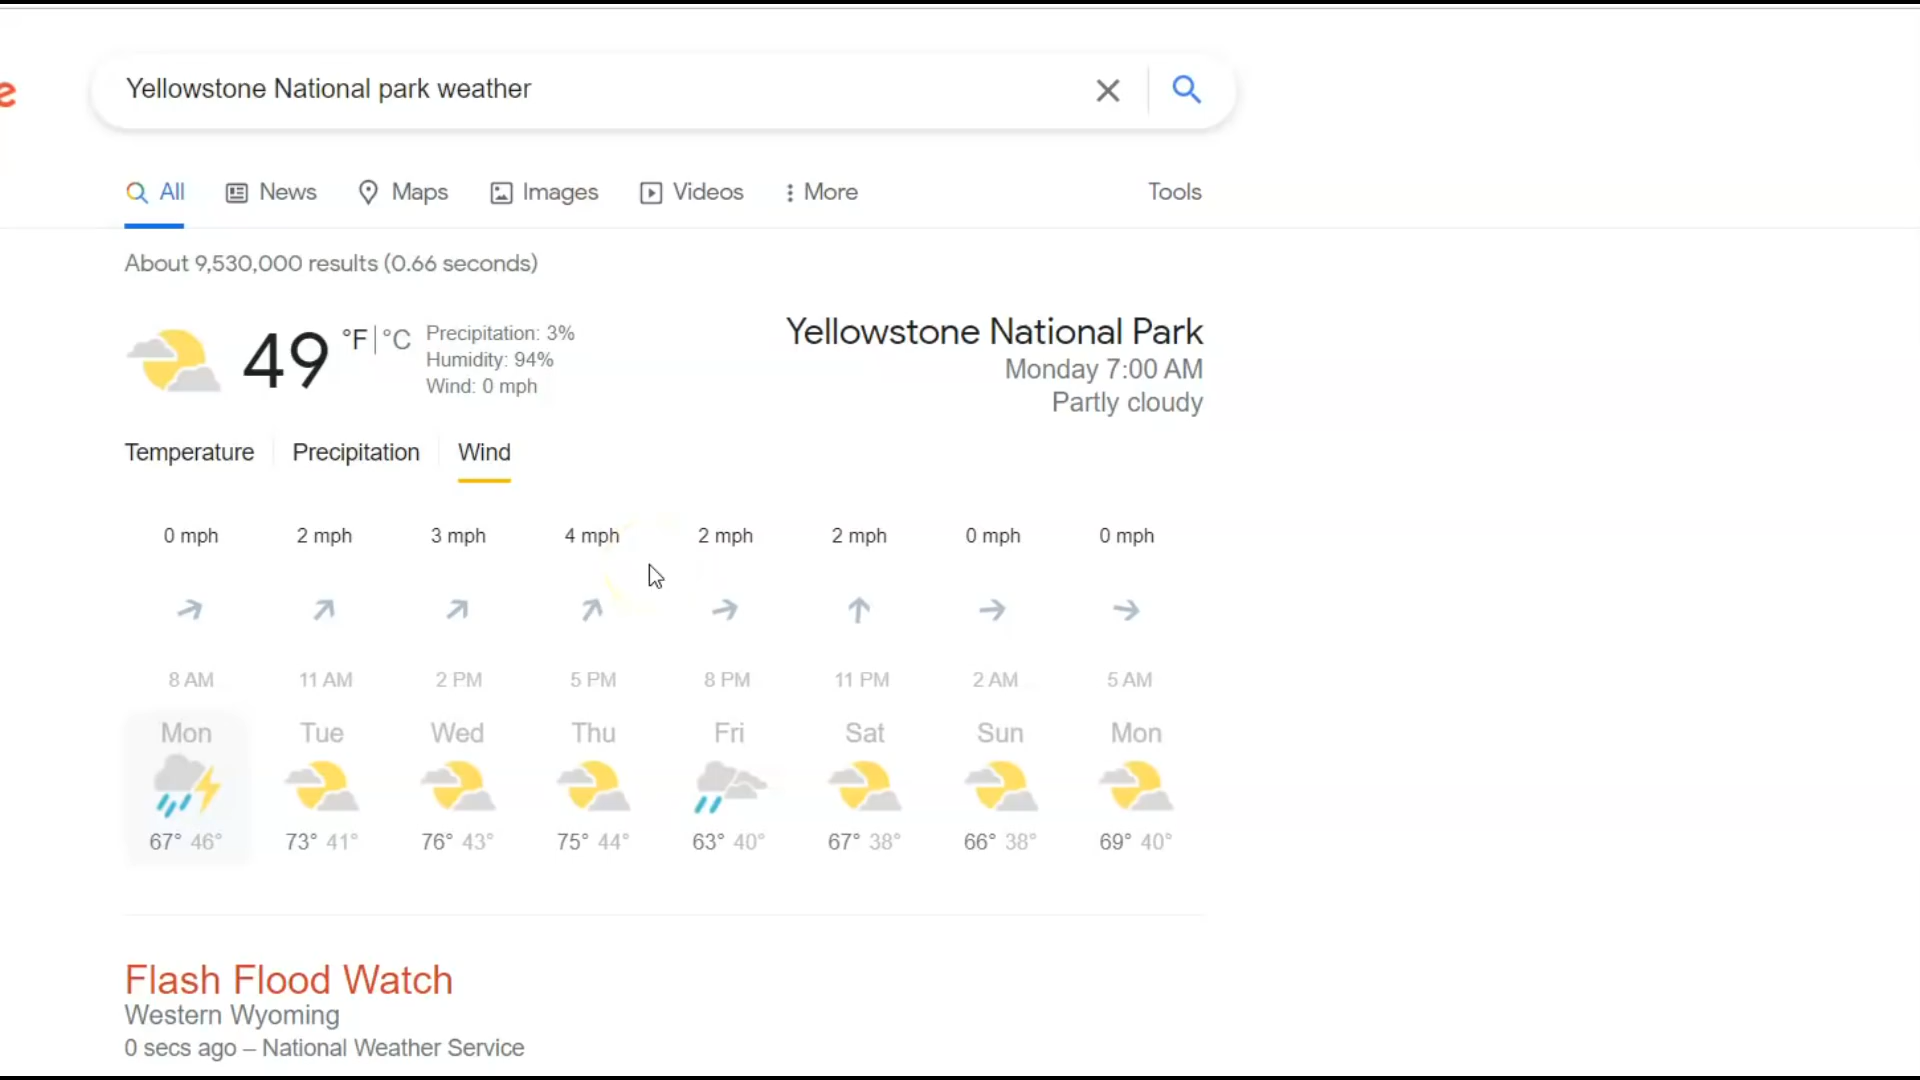 e
Yellowstone National park weather
All News Maps Images Videos More Tools
About 9,530,000 results (0.66 seconds)
49 °F | °C
Precipitation: 3%
Humidity: 94%
Wind: 0 mph
Yellowstone National Park
Monday 7:00 AM
Partly cloudy
Temperature Precipitation Wind
0 mph 2 mph 3 mph 4 mph 2 mph 2 mph 0 mph 0 mph
8 AM 11 AM 2 PM 5 PM 8 PM 11 PM 2 AM 5 AM
Mon Tue Wed Thu Fri Sat Sun Mon
67° 46° 73° 41° 76° 43° 75° 44° 63° 40° 67° 38° 66° 38° 69° 40°
Flash Flood Watch
Western Wyoming
0 secs ago – National Weather Service